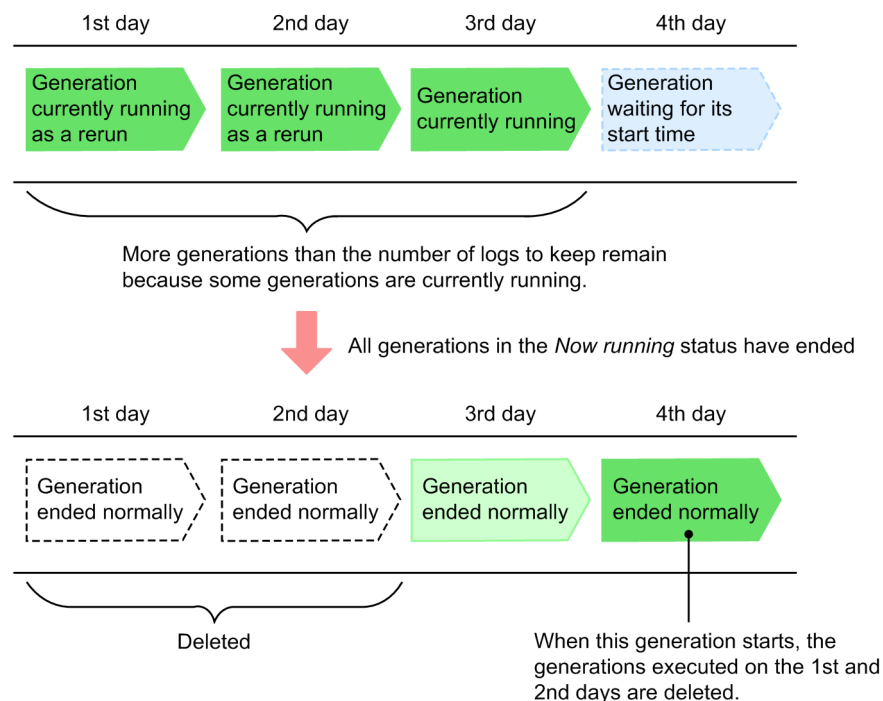 1st day 2nd day 3rd day 4th day
Generation
currently running
as a rerun
Generation
currently running
as a rerun
Generation
currently running
Generation
waiting for its
start time
More generations than the number of logs to keep remain
because some generations are currently running.
All generations in the Now running status have ended
1st day 2nd day 3rd day 4th day
Generation
ended normally
Generation
ended normally
Generation
ended normally
Generation
ended normally
Deleted
When this generation starts, the
generations executed on the 1st and
2nd days are deleted.